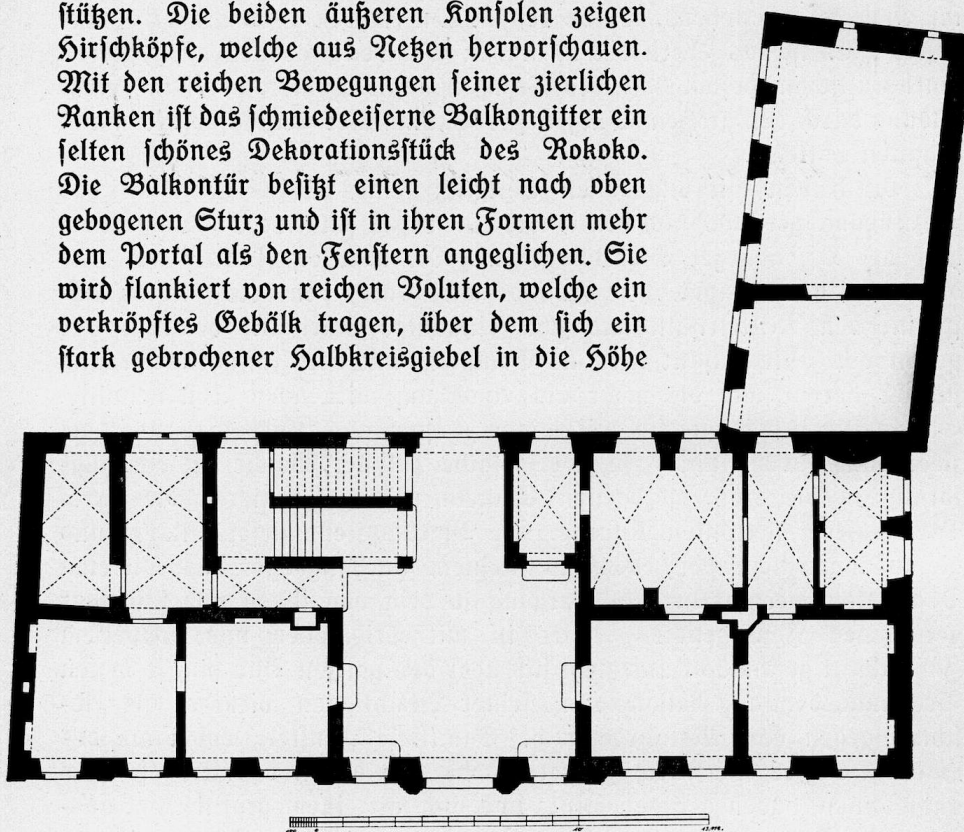 stützen. Die beiden äußeren Konsolen zeigen
Hirschköpfe, welche aus Netzen hervorschauen.
Mit den reichen Bewegungen seiner zierlichen
Ranken ist das schmiedeeiserne Balkongitter ein
selten schönes Dekorationsstück des Rokoko.
Die Balkontür besitzt einen leicht nach oben
gebogenen Sturz und ist in ihren Formen mehr
dem Portal als den Fenstern angeglichen. Sie
wird flankiert von reichen Voluten, welche ein
verkröpftes Gebälk tragen, über dem sich ein
stark gebrochener Halbkreisgiebel in die Höhe